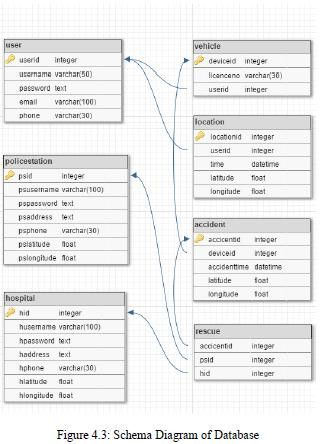 user
userid integer
username varchar(50)
password text
email varchar(100)
phone varchar(30)
vehicle
deviceid integer
licenceno varchar(30)
userid integer
location
locationid integer
userid integer
time datetime
latitude float
longitude float
policestation
psid integer
psusername varchar(100)
pspassword text
psaddress text
psphone varchar(30)
pslatitude float
pslongitude float
accident
accicentid integer
deviceid integer
accidenttime datetime
latitude float
longitude float
hospital
hid integer
husername varchar(100)
hpassword text
haddress text
hphone varchar(30)
hlatitude float
hlongitude float
rescue
accicentid integer
psid integer
hid integer
Figure 4.3: Schema Diagram of Database